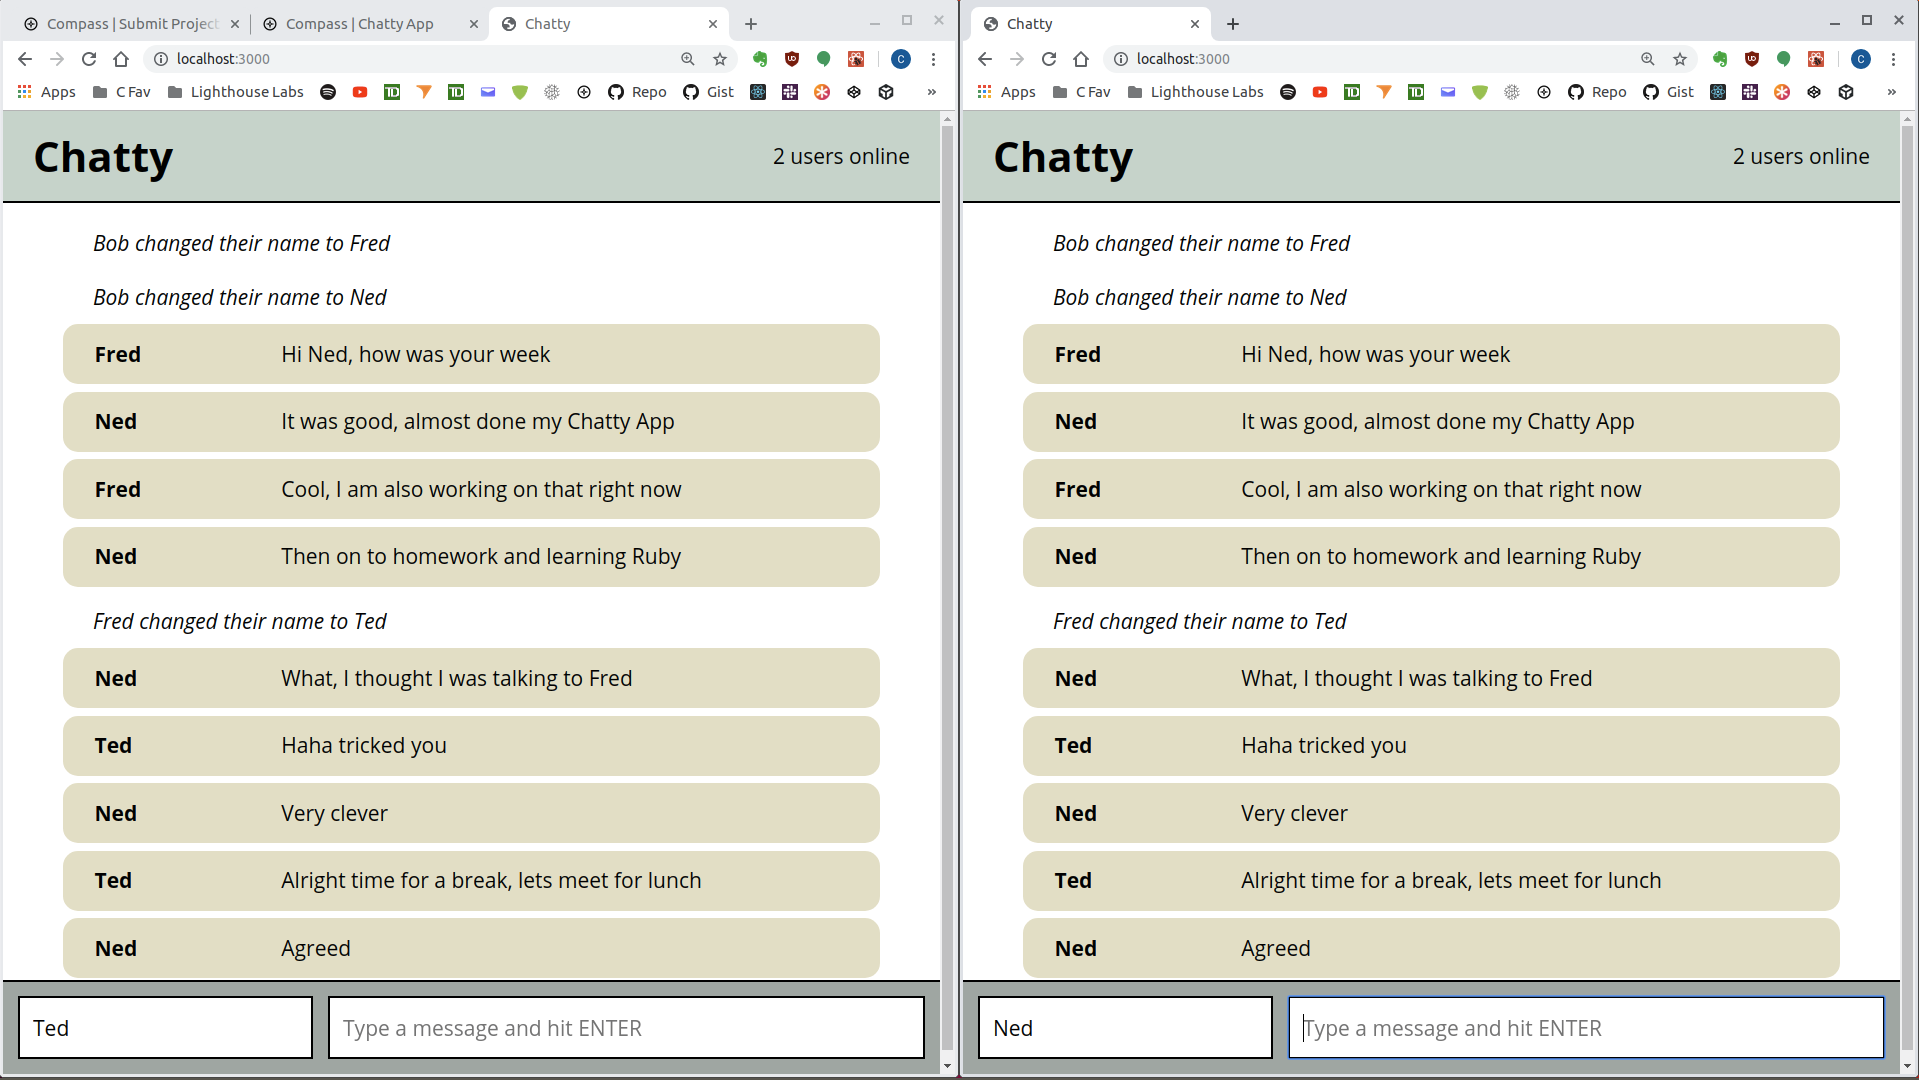 Compass | Submit Project
Compass | Chatty App
Chatty
localhost:3000
C
Apps
C Fav
Lighthouse Labs
Repo
Gist
»
Chatty
2 users online
Bob changed their name to Fred
Bob changed their name to Ned
Fred Hi Ned, how was your week
Ned It was good, almost done my Chatty App
Fred Cool, I am also working on that right now
Ned Then on to homework and learning Ruby
Fred changed their name to Ted
Ned What, I thought I was talking to Fred
Ted Haha tricked you
Ned Very clever
Ted Alright time for a break, lets meet for lunch
Ned Agreed
Ted
Type a message and hit ENTER
Chatty
localhost:3000
C
Apps
C Fav
Lighthouse Labs
Repo
Gist
»
Chatty
2 users online
Bob changed their name to Fred
Bob changed their name to Ned
Fred Hi Ned, how was your week
Ned It was good, almost done my Chatty App
Fred Cool, I am also working on that right now
Ned Then on to homework and learning Ruby
Fred changed their name to Ted
Ned What, I thought I was talking to Fred
Ted Haha tricked you
Ned Very clever
Ted Alright time for a break, lets meet for lunch
Ned Agreed
Ned
Type a message and hit ENTER